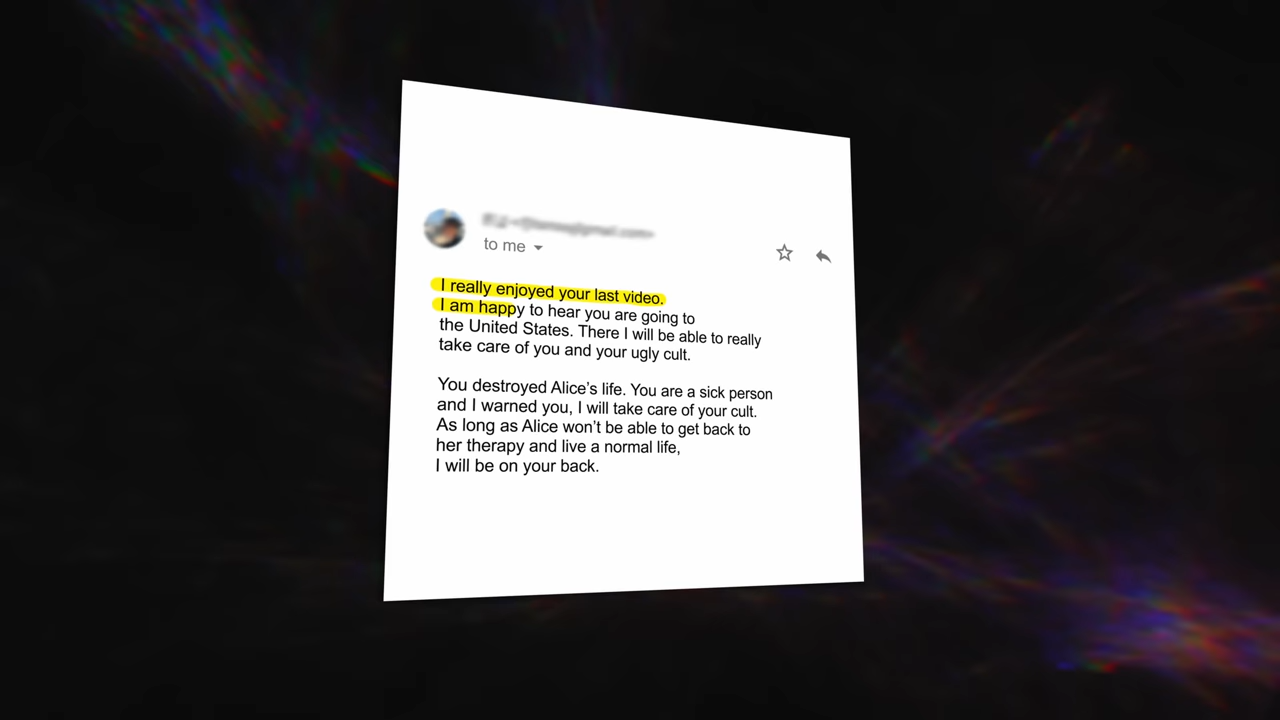 to me
I really enjoyed your last video.
I am happy to hear you are going to
the United States. There I will be able to really
take care of you and your ugly cult.
You destroyed Alice’s life. You are a sick person
and I warned you, I will take care of your cult.
As long as Alice won’t be able to get back to
her therapy and live a normal life,
I will be on your back.